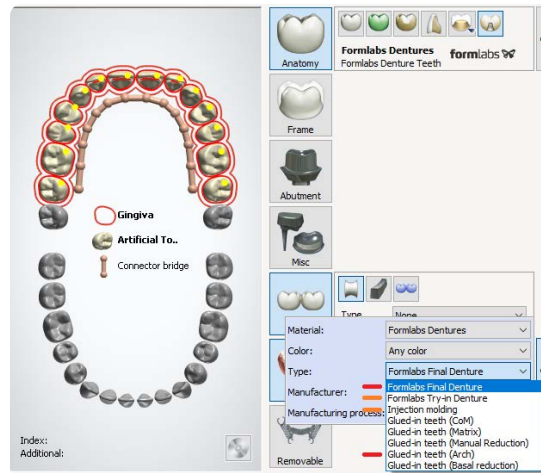 Gingiva
Artificial To..
Connector bridge
Index:
Additional:
Anatomy
Formlabs Dentures
Formlabs Denture Teeth
formlabs
Frame
Abutment
Misc
Type
None
Material:
Formlabs Dentures
Color:
Any color
Type:
Formlabs Final Denture
Manufacturer:
Manufacturing process:
Formlabs Final Denture
Formlabs Try-in Denture
Injection molding
Glued-in teeth (CoM)
Glued-in teeth (Matrix)
Glued-in teeth (Manual Reduction)
Glued-in teeth (Arch)
Glued-in teeth (Basal reduction)
Removable